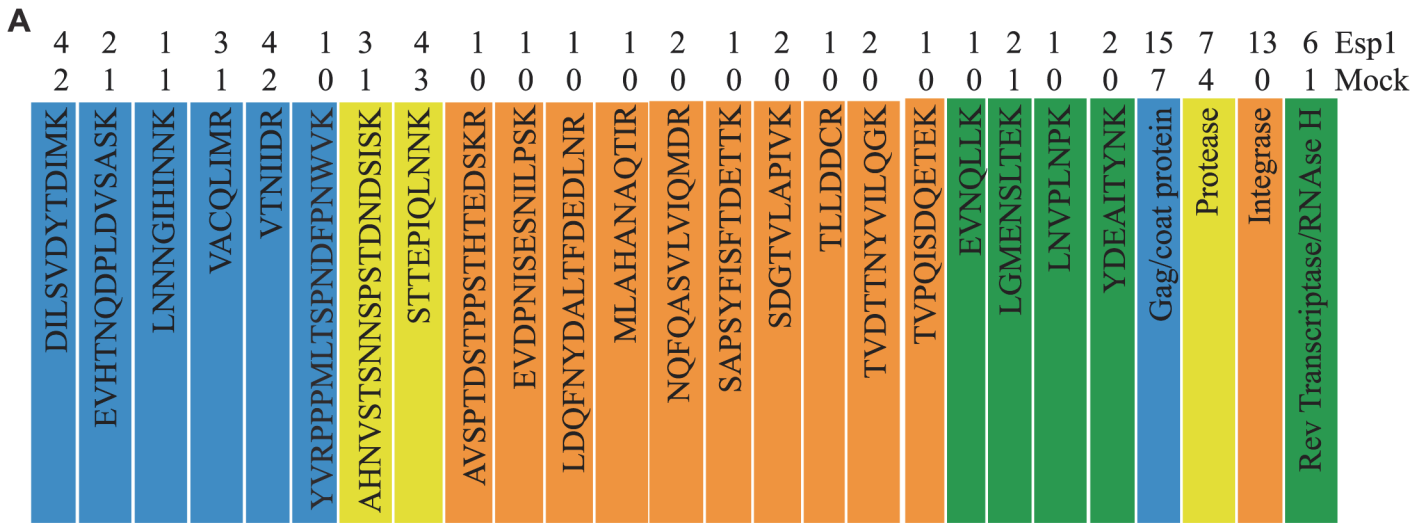 A
4 2 1 3 4 1 3 4 1 1 1 1 2 1 2 1 2 1 1 2 1 2 15 7 13 6 Esp1
2 1 1 1 2 0 1 3 0 0 0 0 0 0 0 0 0 0 0 1 0 0 7 4 0 1 Mock
DILSVDYTDIMK
EVHTNQDPLDVSASK
LNNNGIHINNK
VACQLIMR
VTNIIDR
YVRPPPMLTSPNDFPNWVK
AHNVSTSNNSPSTDNDSISK
STTEPIQLNNK
AVSPTDSTPPSTHTEDSKR
EVDPNISESNILPSK
LDQFNYDALTFDEDLNR
MLAHANAQTIR
NQFQASVLVIQMDR
SAPSYFISFTDETTK
SDGTVLAPIVK
TLLDDCR
TVDTTNYVILQGK
TVPQISDQETEK
EVNQLLK
LGMENSLTEK
LNVPLNPK
YDEAITYNK
Gag/coat protein
Protease
Integrase
Rev Transcriptase/RNAse H